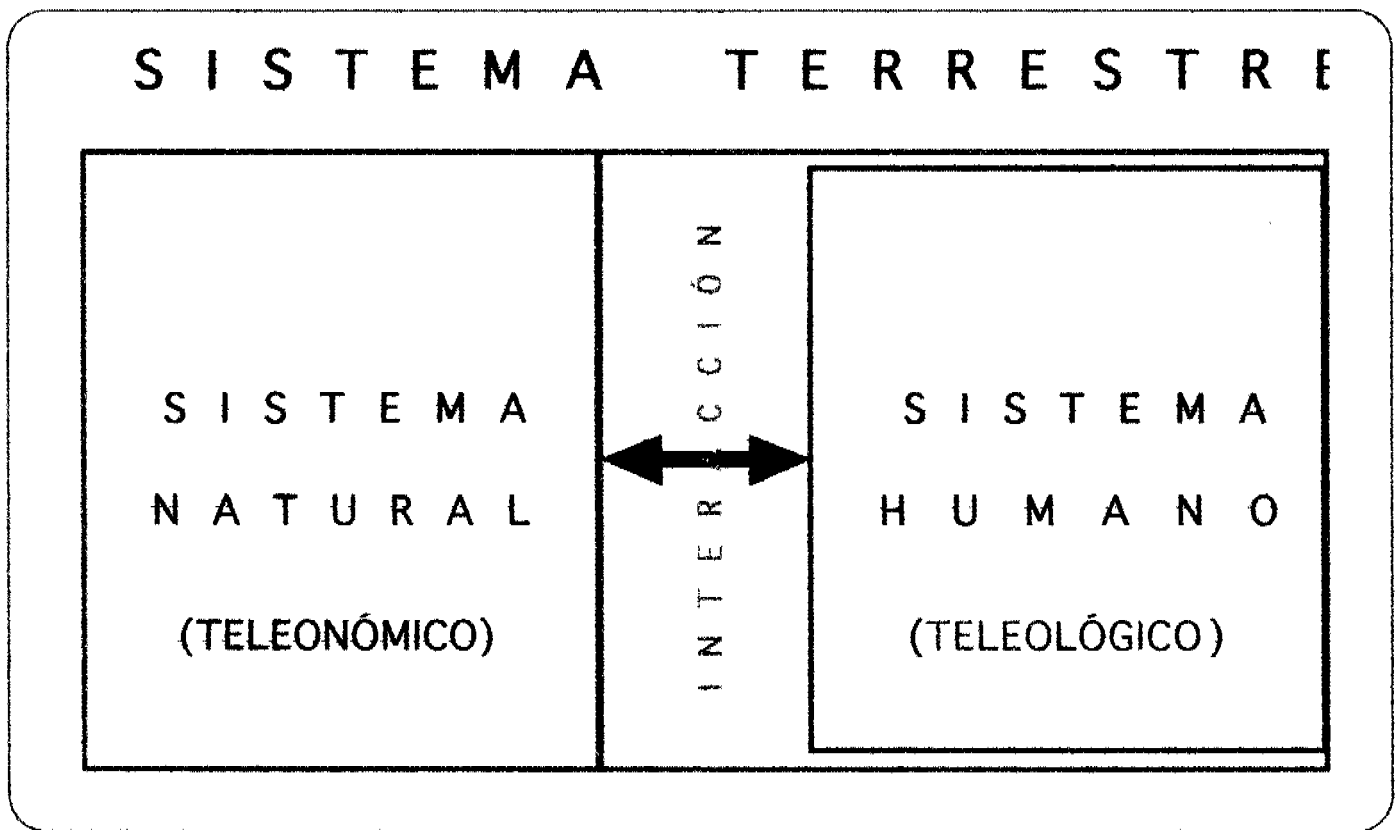 SISTEMA TERRESTRE
SISTEMA
NATURAL
(TELEONÓMICO)
INTERACCIÓN
SISTEMA
HUMANO
(TELEOLÓGICO)